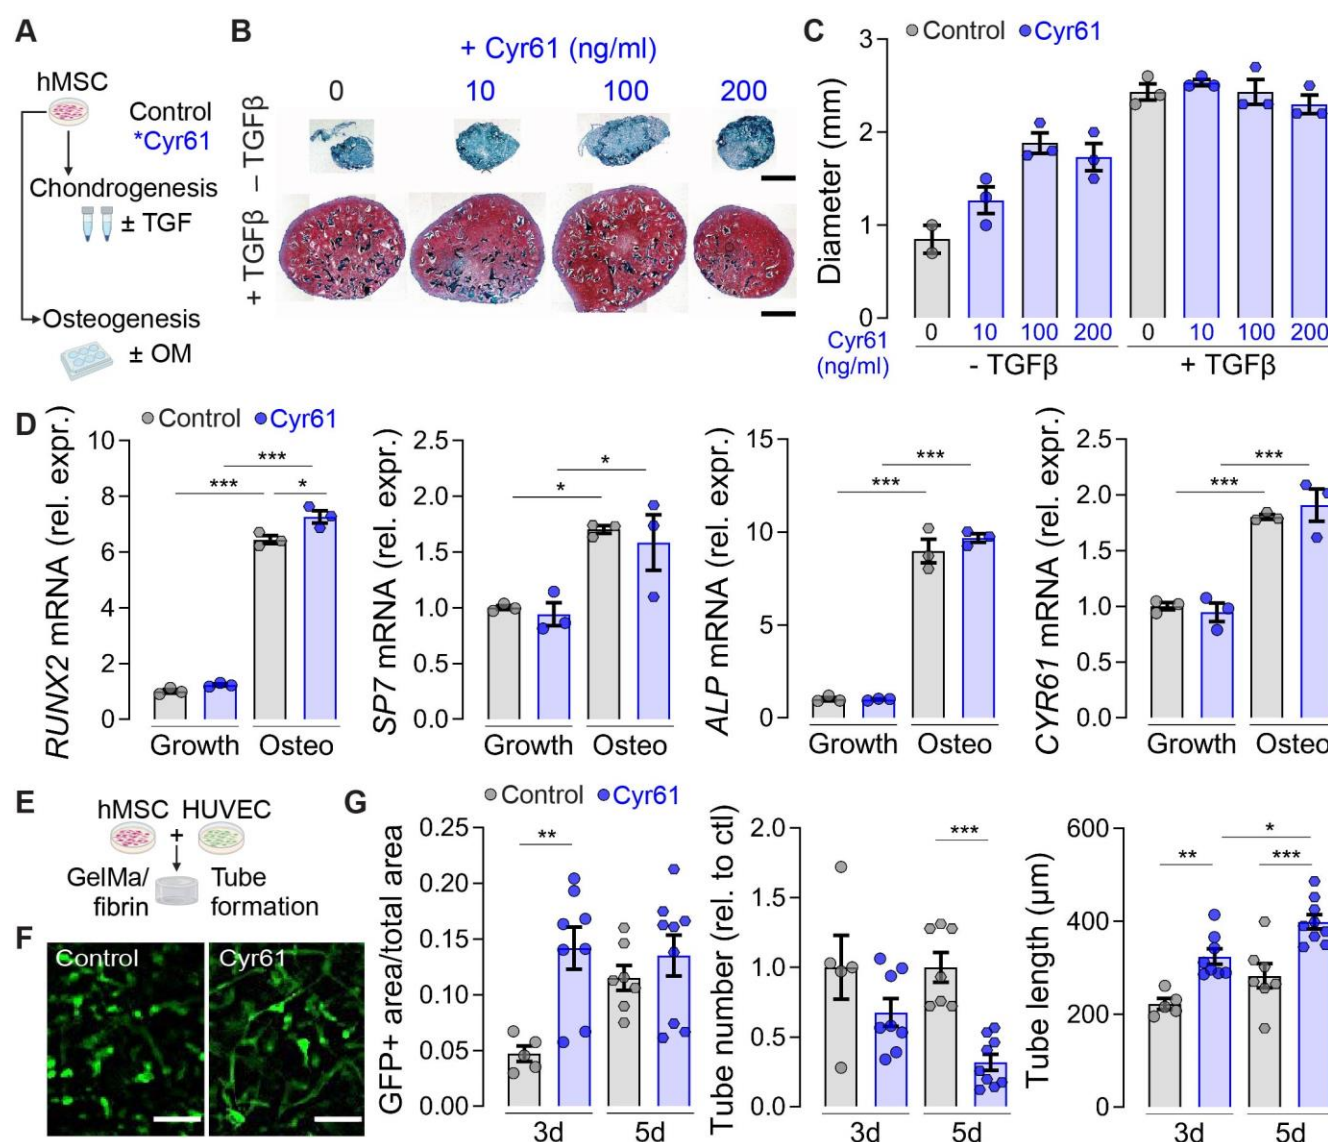 A
hMSC
Control
*Cyr61
Chondrogenesis
± TGF
Osteogenesis
± OM
B
+ Cyr61 (ng/ml)
0 10 100 200
− TGFβ
+ TGFβ
C
Control Cyr61
Diameter (mm)
3
2
1
0
Cyr61
(ng/ml)
0 10 100 200 0 10 100 200
- TGFβ + TGFβ
D
Control Cyr61
RUNX2 mRNA (rel. expr.)
10
8
6
4
2
0
***
***
*
Growth Osteo
SP7 mRNA (rel. expr.)
2.5
2.0
1.5
1.0
0.5
0.0
*
*
Growth Osteo
ALP mRNA (rel. expr.)
15
10
5
0
***
***
Growth Osteo
CYR61 mRNA (rel. expr.)
2.5
2.0
1.5
1.0
0.5
0.0
***
***
Growth Osteo
E
hMSC HUVEC
+
GelMa/
fibrin
Tube
formation
F
Control
Cyr61
G
Control Cyr61
GFP+ area/total area
0.25
0.20
0.15
0.10
0.05
0.00
**
3d 5d
Tube number (rel. to ctl)
2.0
1.5
1.0
0.5
0.0
***
3d 5d
Tube length (µm)
600
400
200
0
*
** ***
3d 5d